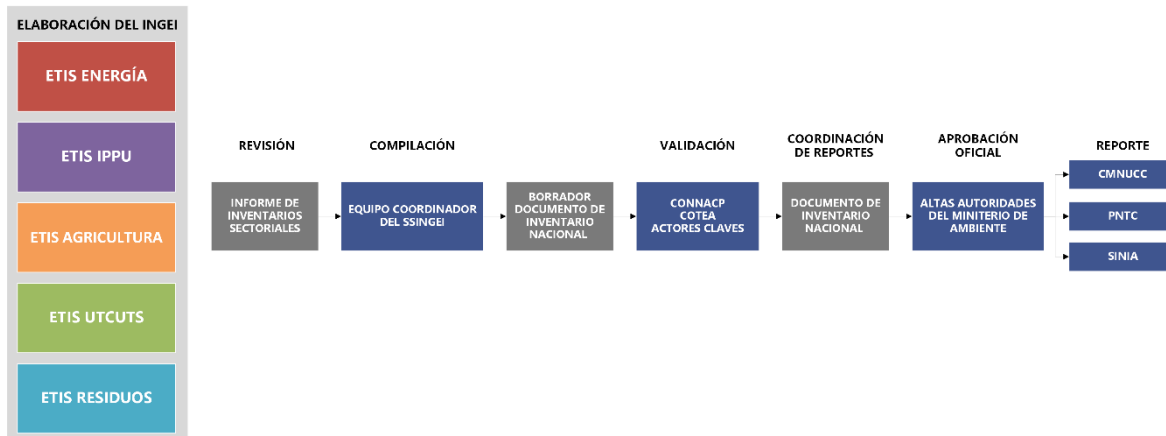 ELABORACIÓN DEL INGEI
ETIS ENERGÍA
ETIS IPPU
ETIS AGRICULTURA
ETIS UTCUTS
ETIS RESIDUOS
REVISIÓN
INFORME DE
INVENTARIOS
SECTORIALES
COMPILACIÓN
EQUIPO COORDINADOR
DEL SSINGEI
BORRADOR
DOCUMENTO DE
INVENTARIO
NACIONAL
VALIDACIÓN
CONNACP
COTEA
ACTORES CLAVES
COORDINACIÓN
DE REPORTES
DOCUMENTO DE
INVENTARIO
NACIONAL
APROBACIÓN
OFICIAL
ALTAS AUTORIDADES
DEL MINITERIO DE
AMBIENTE
REPORTE
CMNUCC
PNTC
SINIA